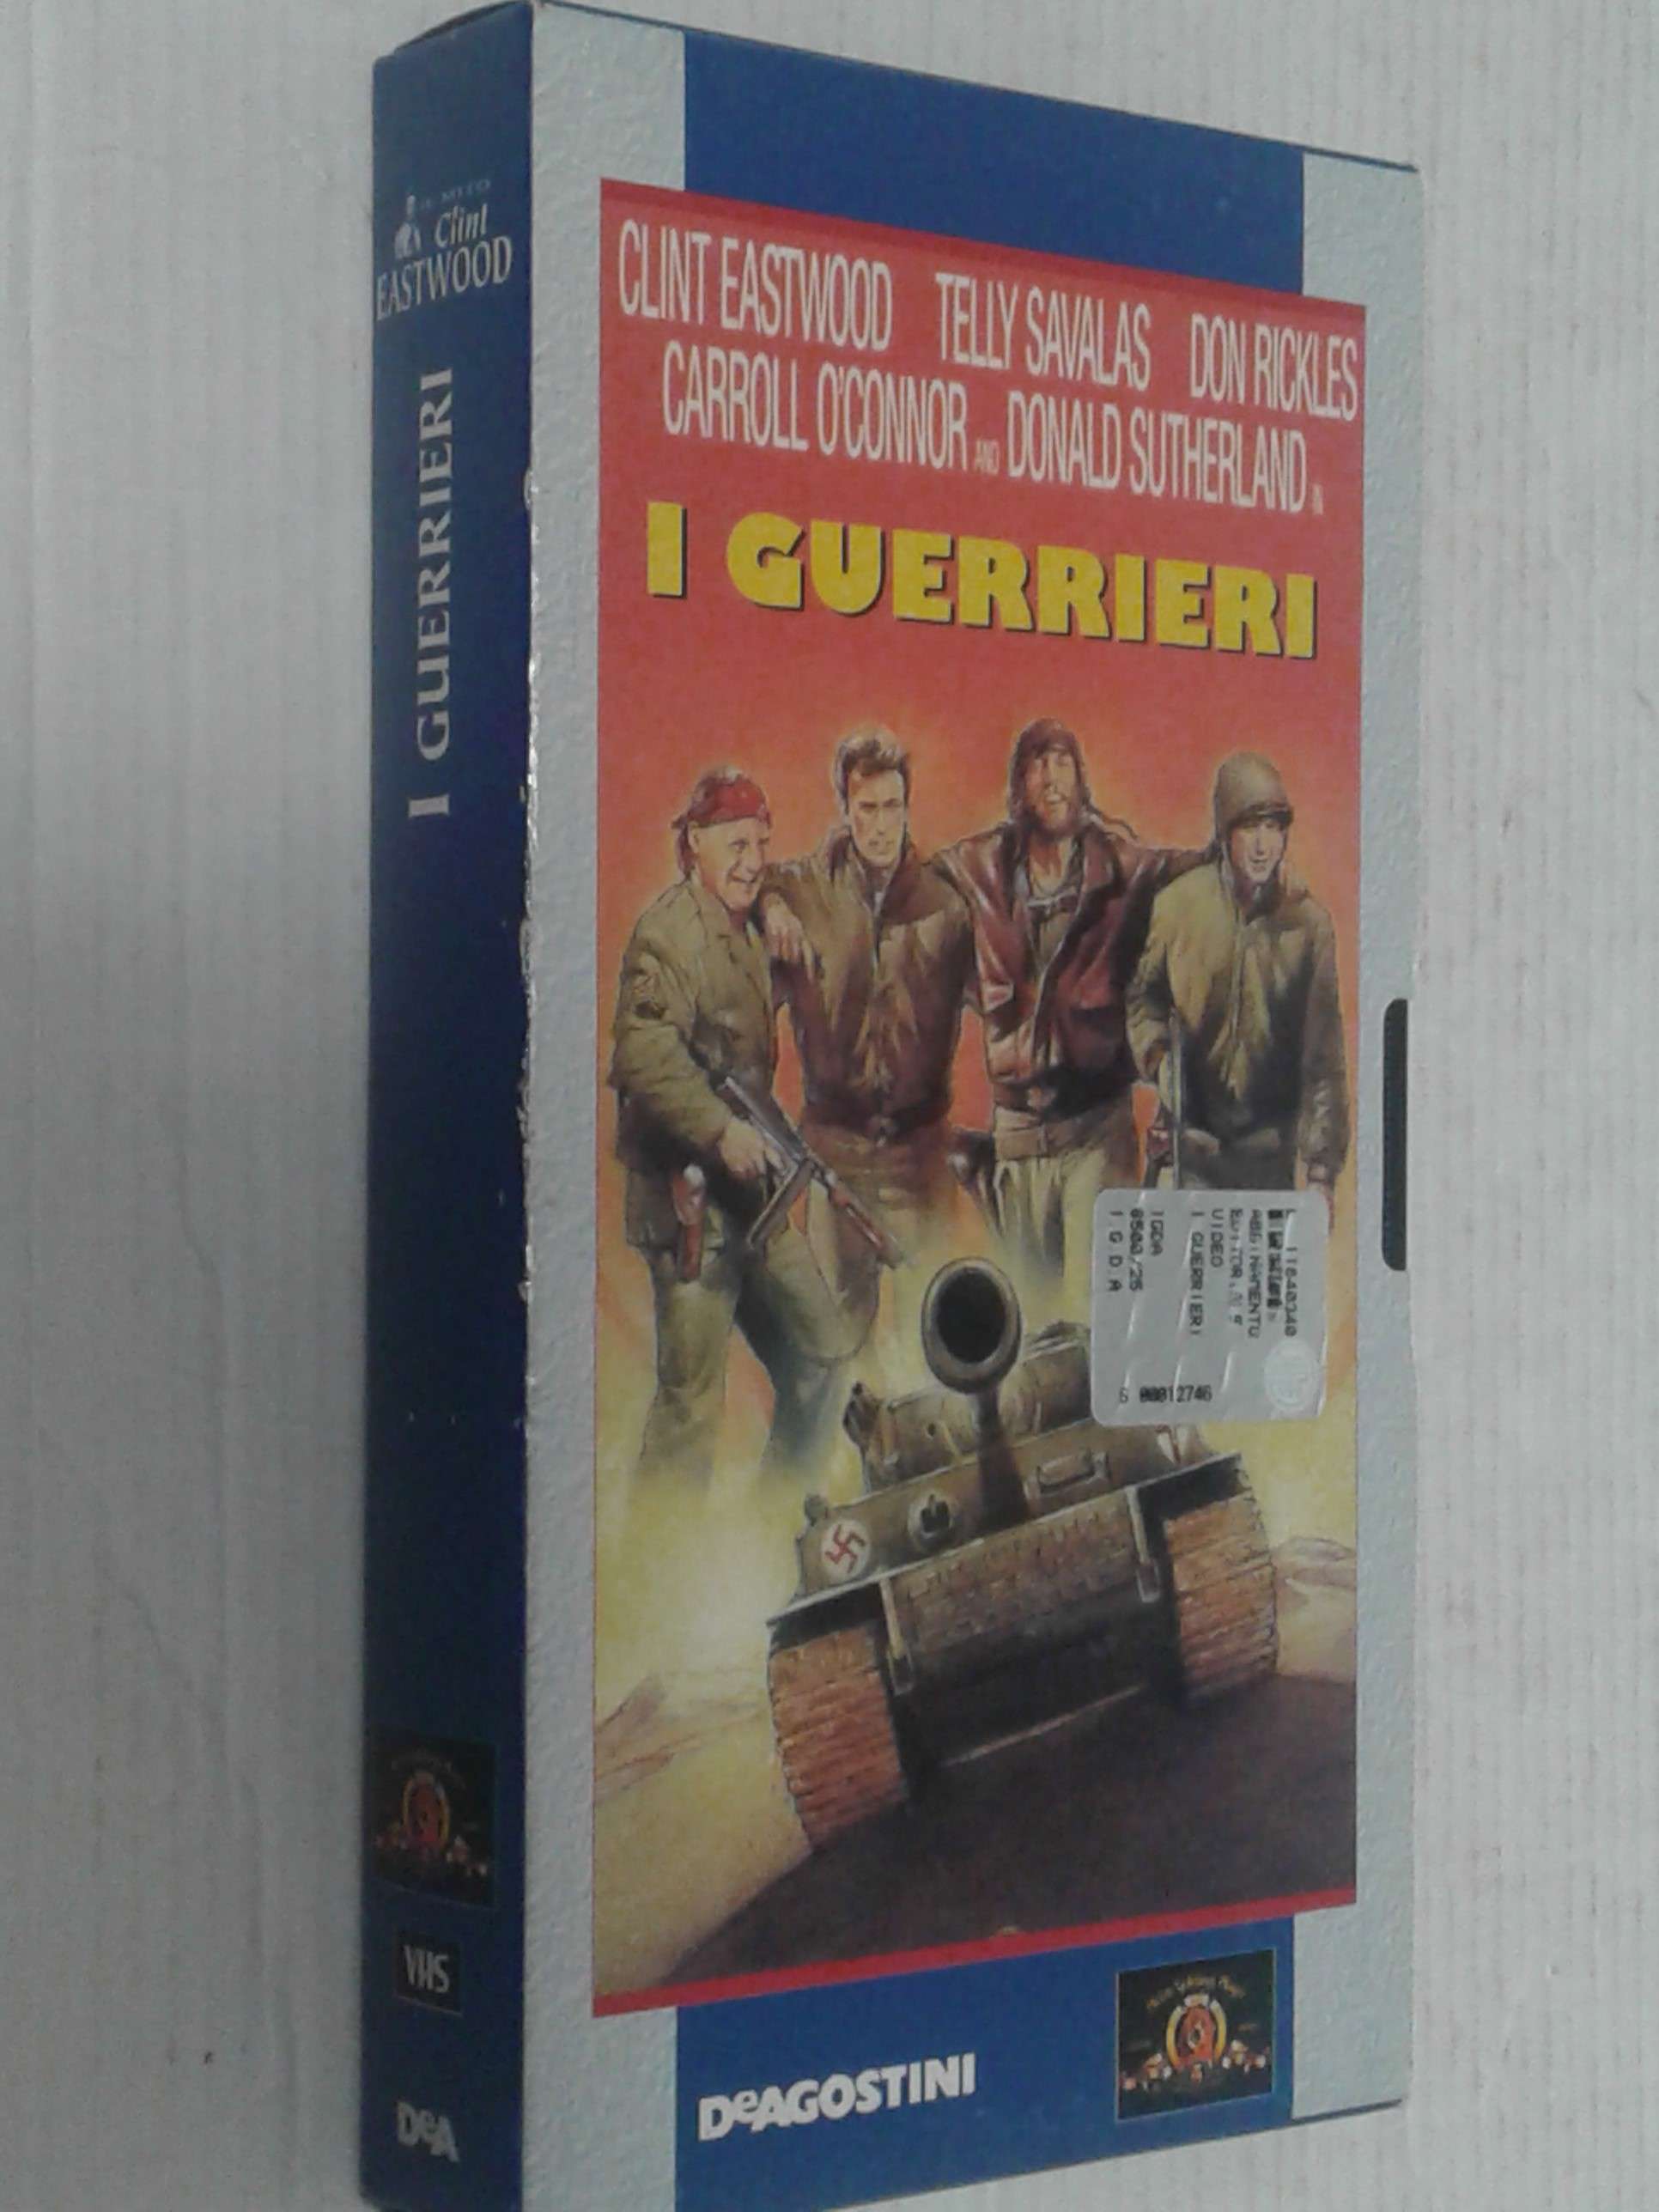 Clint
EASTWOOD
I GUERRIERI
VHS
DeA
CLINT EASTWOOD TELLY SAVALAS DON RICKLES
CARROLL O'CONNOR AND DONALD SUTHERLAND IN
I GUERRIERI
VIDEO
I GUERRIERI
IGDA
I.G.D.A
DeAGOSTINI